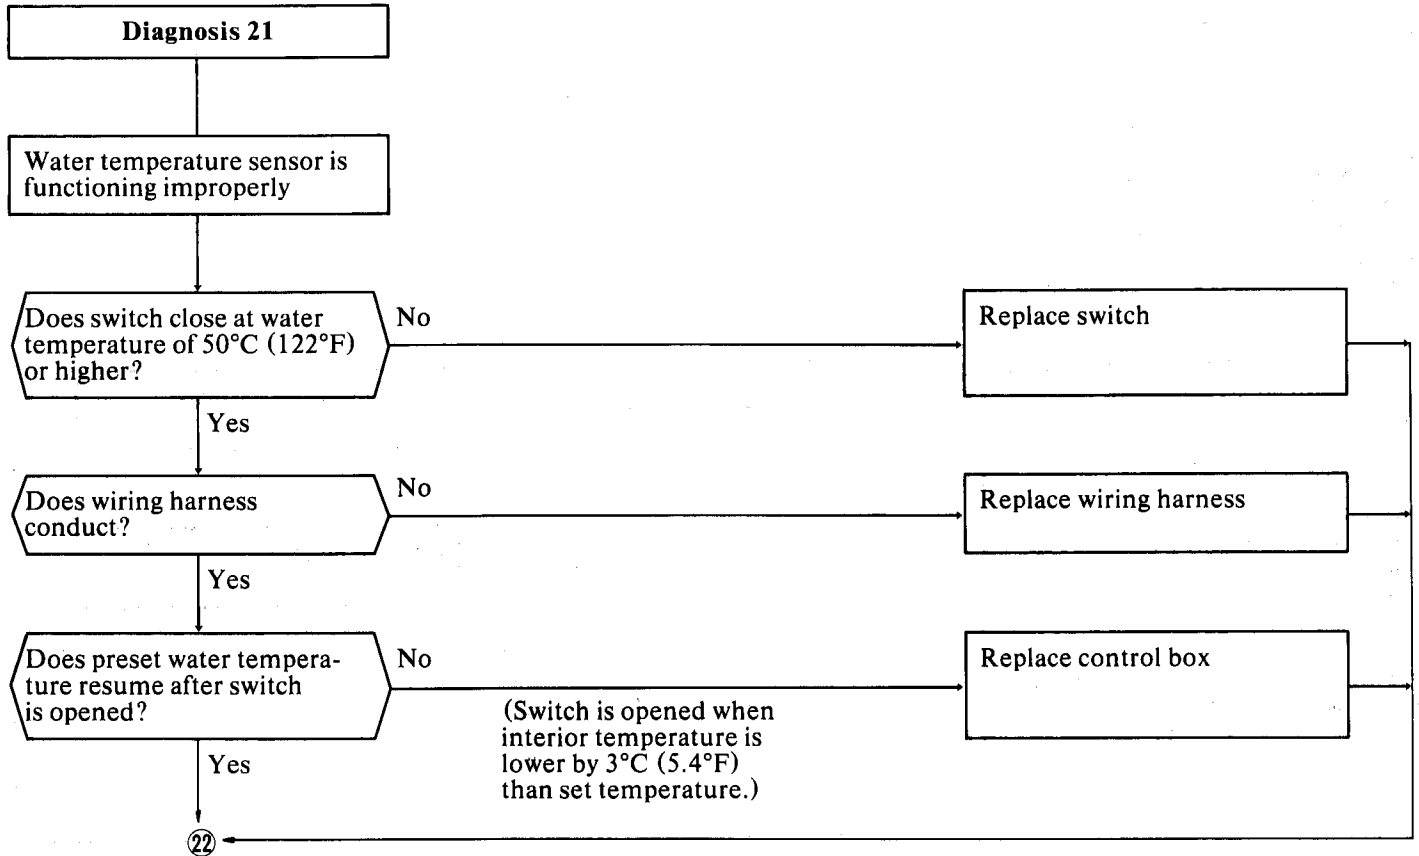 Diagnosis 21
Water temperature sensor is
functioning improperly
Does switch close at water
temperature of 50°C (122°F)
or higher?
No
Replace switch
Yes
Does wiring harness
conduct?
No
Replace wiring harness
Yes
Does preset water tempera-
ture resume after switch
is opened?
No
(Switch is opened when
interior temperature is
lower by 3°C (5.4°F)
than set temperature.)
Replace control box
Yes
22